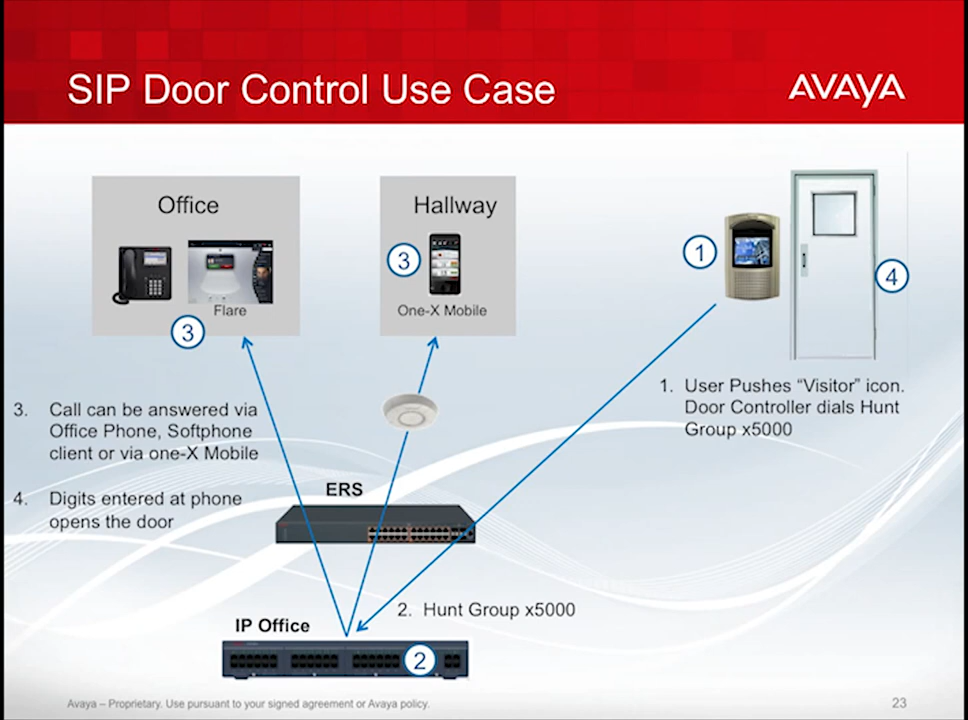 SIP Door Control Use Case
AVAYA
Office
Hallway
1
3
4
Flare
One-X Mobile
3
1. User Pushes “Visitor” icon.
Door Controller dials Hunt
Group x5000
3. Call can be answered via
Office Phone, Softphone
client or via one-X Mobile
4. Digits entered at phone
opens the door
ERS
2. Hunt Group x5000
IP Office
2
Avaya – Proprietary. Use pursuant to your signed agreement or Avaya policy.
23